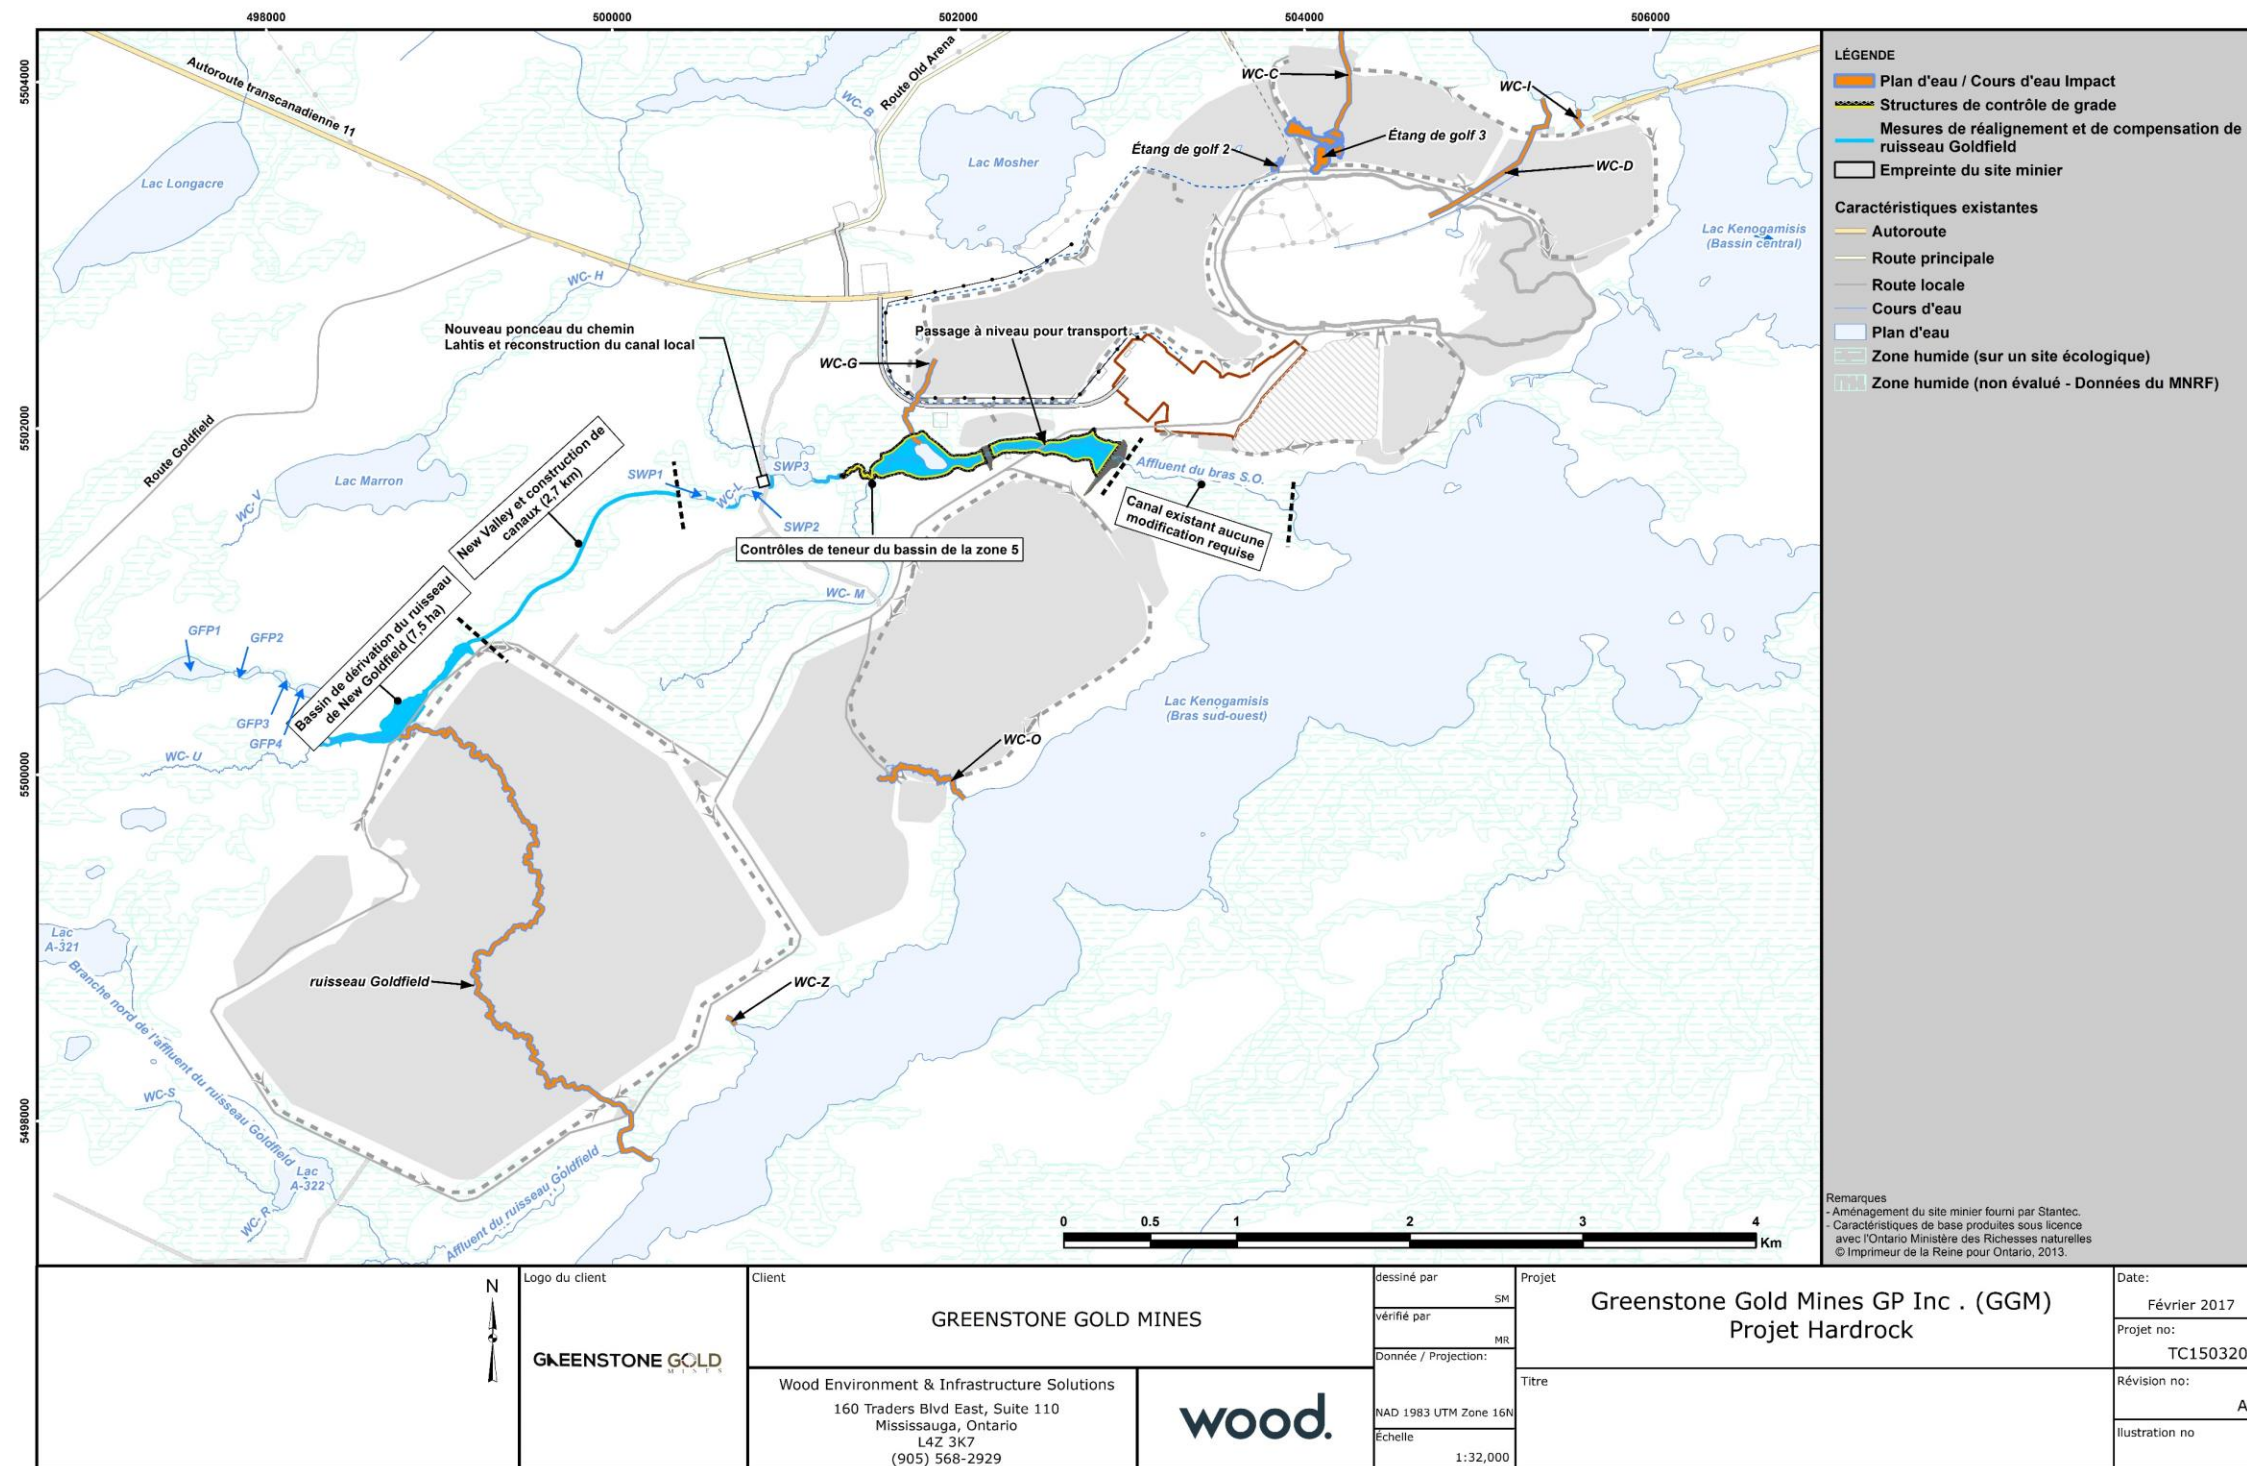 498000
500000
502000
504000
506000
5504000
5502000
5500000
5498000
Autoroute transcanadienne 11
Route Old Arena
WC- B
Lac Longacre
Lac Mosher
WC- H
WC-C
WC-I
Étang de golf 2
Étang de golf 3
WC-D
Lac Kenogamisis
(Bassin central)
Nouveau ponceau du chemin
Lahtis et reconstruction du canal local
WC-G
Passage à niveau pour transport
Route Goldfield
Lac Marron
WC-V
New Valley et construction de
canaux (2,7 km)
SWP1
WC-L
SWP3
SWP2
Affluent du bras S.O.
Canal existant aucune
modification requise
Contrôles de teneur du bassin de la zone 5
WC- M
Bassin de dérivation du ruisseau
de New Goldfield (7,5 ha)
GFP1
GFP2
GFP3
GFP4
WC- U
Lac Kenogamisis
(Bras sud-ouest)
WC-O
Lac
A-321
Branche nord de l'affluent du ruisseau Goldfield
ruisseau Goldfield
WC-Z
WC-S
Lac
A-322
WC- R
Affluent du ruisseau Goldfield
0
0.5
1
2
3
4
Km
LÉGENDE
Plan d'eau / Cours d'eau Impact
Structures de contrôle de grade
Mesures de réalignement et de compensation de
ruisseau Goldfield
Empreinte du site minier
Caractéristiques existantes
Autoroute
Route principale
Route locale
Cours d'eau
Plan d'eau
Zone humide (sur un site écologique)
Zone humide (non évalué - Données du MNRF)
Remarques
- Aménagement du site minier fourni par Stantec.
- Caractéristiques de base produites sous licence
avec l'Ontario Ministère des Richesses naturelles
© Imprimeur de la Reine pour Ontario, 2013.
N
Logo du client
GREENSTONE GOLD
MINES
Client
GREENSTONE GOLD MINES
Wood Environment & Infrastructure Solutions
160 Traders Blvd East, Suite 110
Mississauga, Ontario
L4Z 3K7
(905) 568-2929
wood.
dessiné par
SM
vérifié par
MR
Donnée / Projection:
NAD 1983 UTM Zone 16N
Échelle
1:32,000
Projet
Greenstone Gold Mines GP Inc . (GGM)
Projet Hardrock
Titre
Date:
Février 2017
Projet no:
TC150320
Révision no:
A
Ilustration no